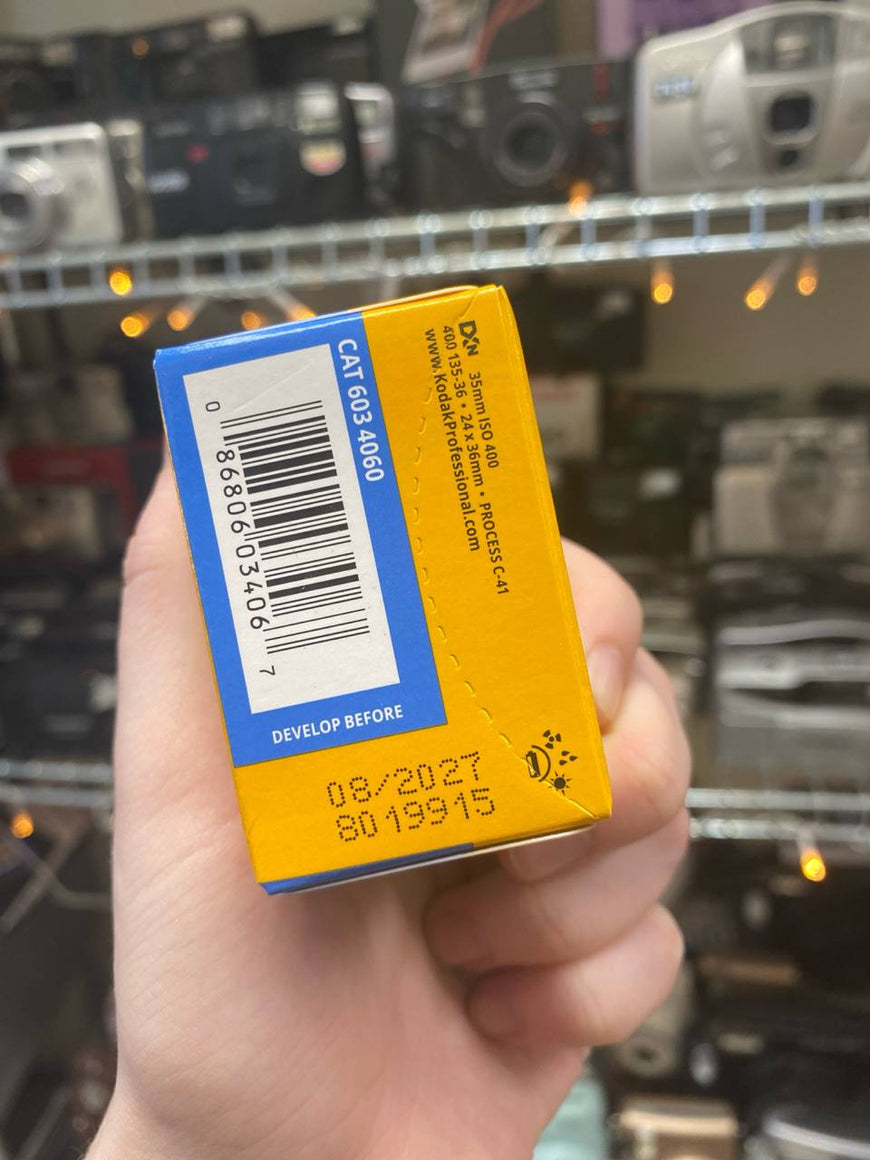 CAT 603 4060
0 86806 03406 7
DEVELOP BEFORE
08/2027
8019915
DXN 35mm ISO 400
400 135-36 • 24 x 36mm • PROCESS C-41
www.KodakProfessional.com